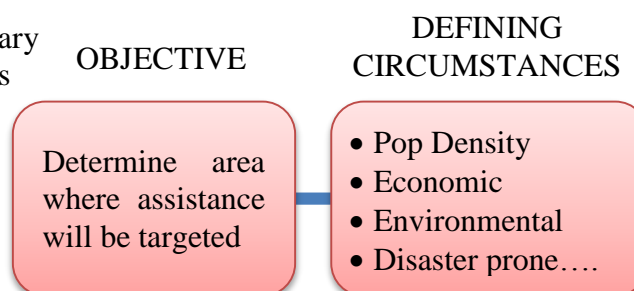 OBJECTIVE
DEFINING
CIRCUMSTANCES
Determine area
where assistance
will be targeted
• Pop Density
• Economic
• Environmental
• Disaster prone….